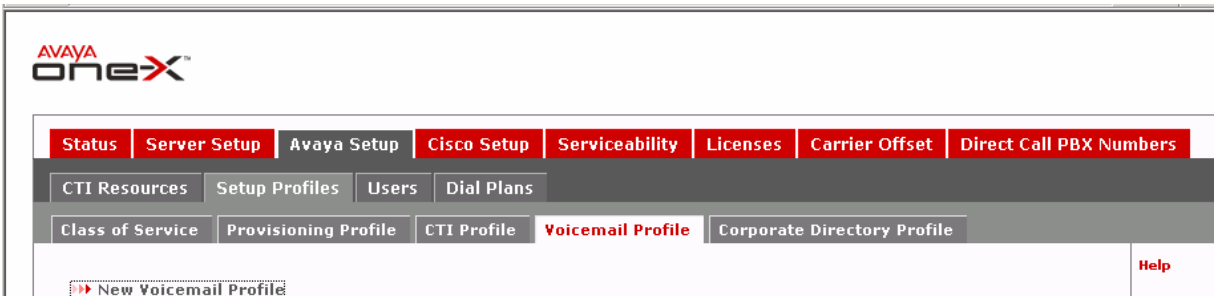 AVAYA
one-X™
Status Server Setup Avaya Setup Cisco Setup Serviceability Licenses Carrier Offset Direct Call PBX Numbers
CTI Resources Setup Profiles Users Dial Plans
Class of Service Provisioning Profile CTI Profile Voicemail Profile Corporate Directory Profile
Help
New Voicemail Profile